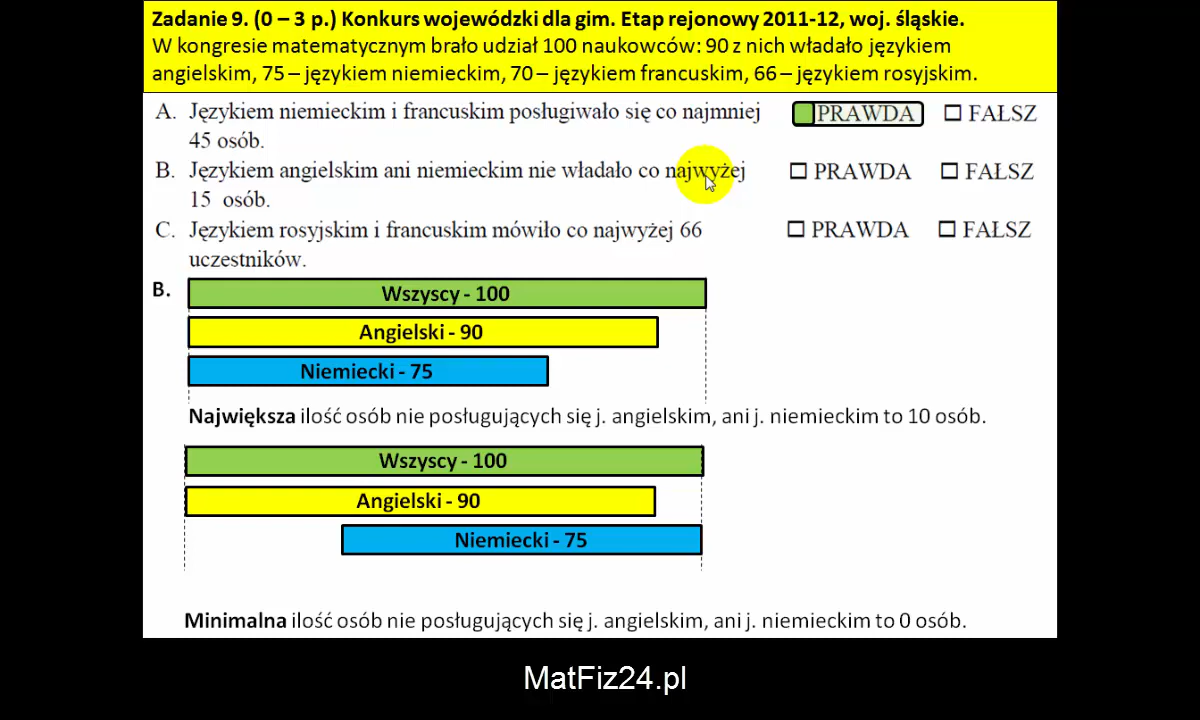 Zadanie 9. (0 – 3 p.) Konkurs wojewódzki dla gim. Etap rejonowy 2011-12, woj. śląskie.
W kongresie matematycznym brało udział 100 naukowców: 90 z nich władało językiem
angielskim, 75 – językiem niemieckim, 70 – językiem francuskim, 66 – językiem rosyjskim.
A. Językiem niemieckim i francuskim posługiwało się co najmniej PRAWDA FAŁSZ
45 osób.
B. Językiem angielskim ani niemieckim nie władało co najwyżej PRAWDA FAŁSZ
15 osób.
C. Językiem rosyjskim i francuskim mówiło co najwyżej 66 PRAWDA FAŁSZ
uczestników.
B. Wszyscy - 100
Angielski - 90
Niemiecki - 75
Największa ilość osób nie posługujących się j. angielskim, ani j. niemieckim to 10 osób.
Wszyscy - 100
Angielski - 90
Niemiecki - 75
Minimalna ilość osób nie posługujących się j. angielskim, ani j. niemieckim to 0 osób.
MatFiz24.pl